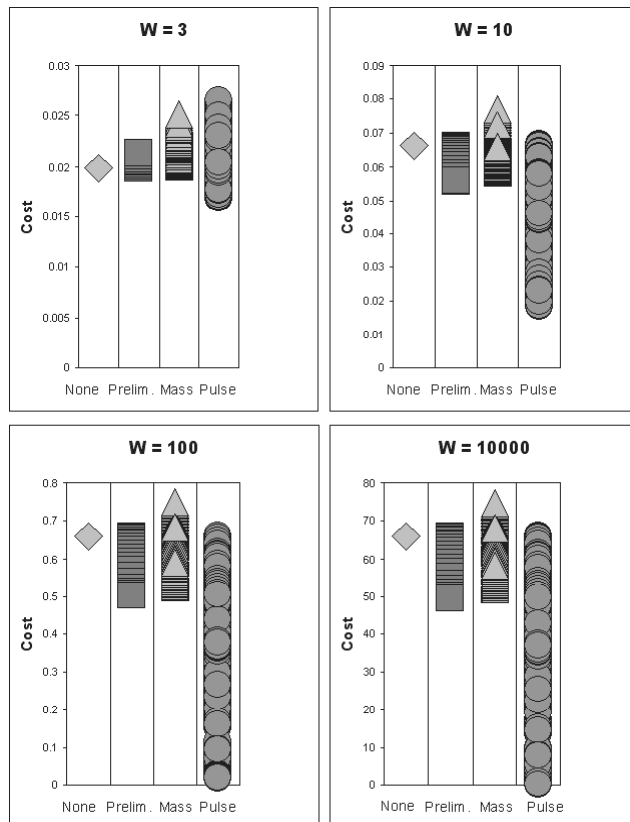 W = 3
0.03
0.025
0.02
0.015
0.01
0.005
0
Cost
None Prelim. Mass Pulse
W = 10
0.09
0.08
0.07
0.06
0.05
0.04
0.03
0.02
0.01
0
Cost
None Prelim. Mass Pulse
W = 100
0.8
0.7
0.6
0.5
0.4
0.3
0.2
0.1
0
Cost
None Prelim. Mass Pulse
W = 10000
80
70
60
50
40
30
20
10
0
Cost
None Prelim. Mass Pulse